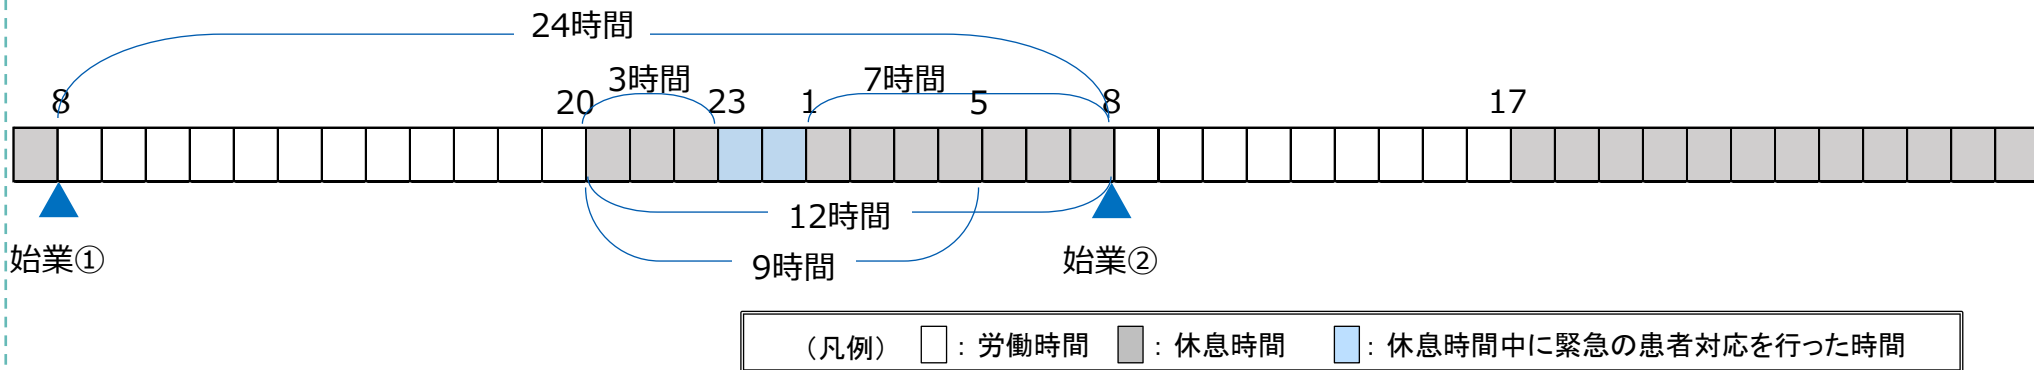 24時間
3時間
7時間
8
20
23
1
5
8
17
12時間
9時間
始業①
始業②
（凡例） ： 労働時間 ： 休息時間 ： 休息時間中に緊急の患者対応を行った時間